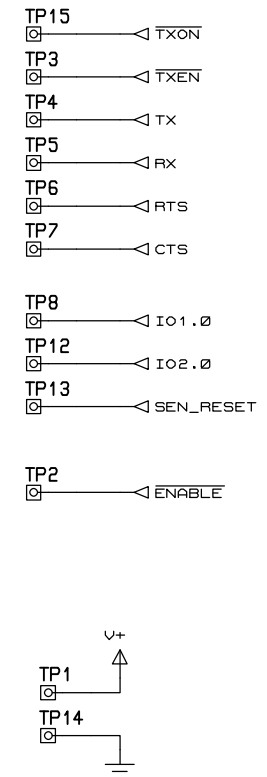 TP15
TXON
TP3
TXEN
TP4
TX
TP5
RX
TP6
RTS
TP7
CTS
TP8
IO1.0
TP12
IO2.0
TP13
SEN_RESET
TP2
ENABLE
V+
TP1
TP14